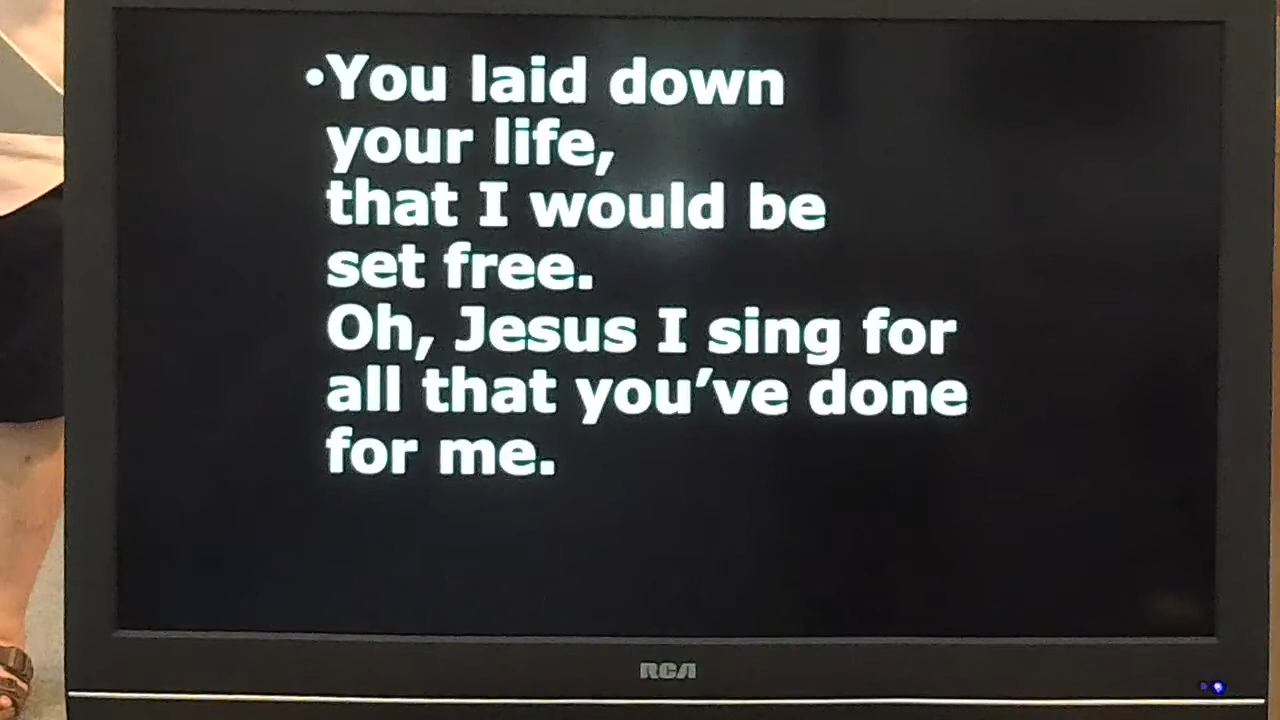 •You laid down
your life,
that I would be
set free.
Oh, Jesus I sing for
all that you’ve done
for me.
RCA